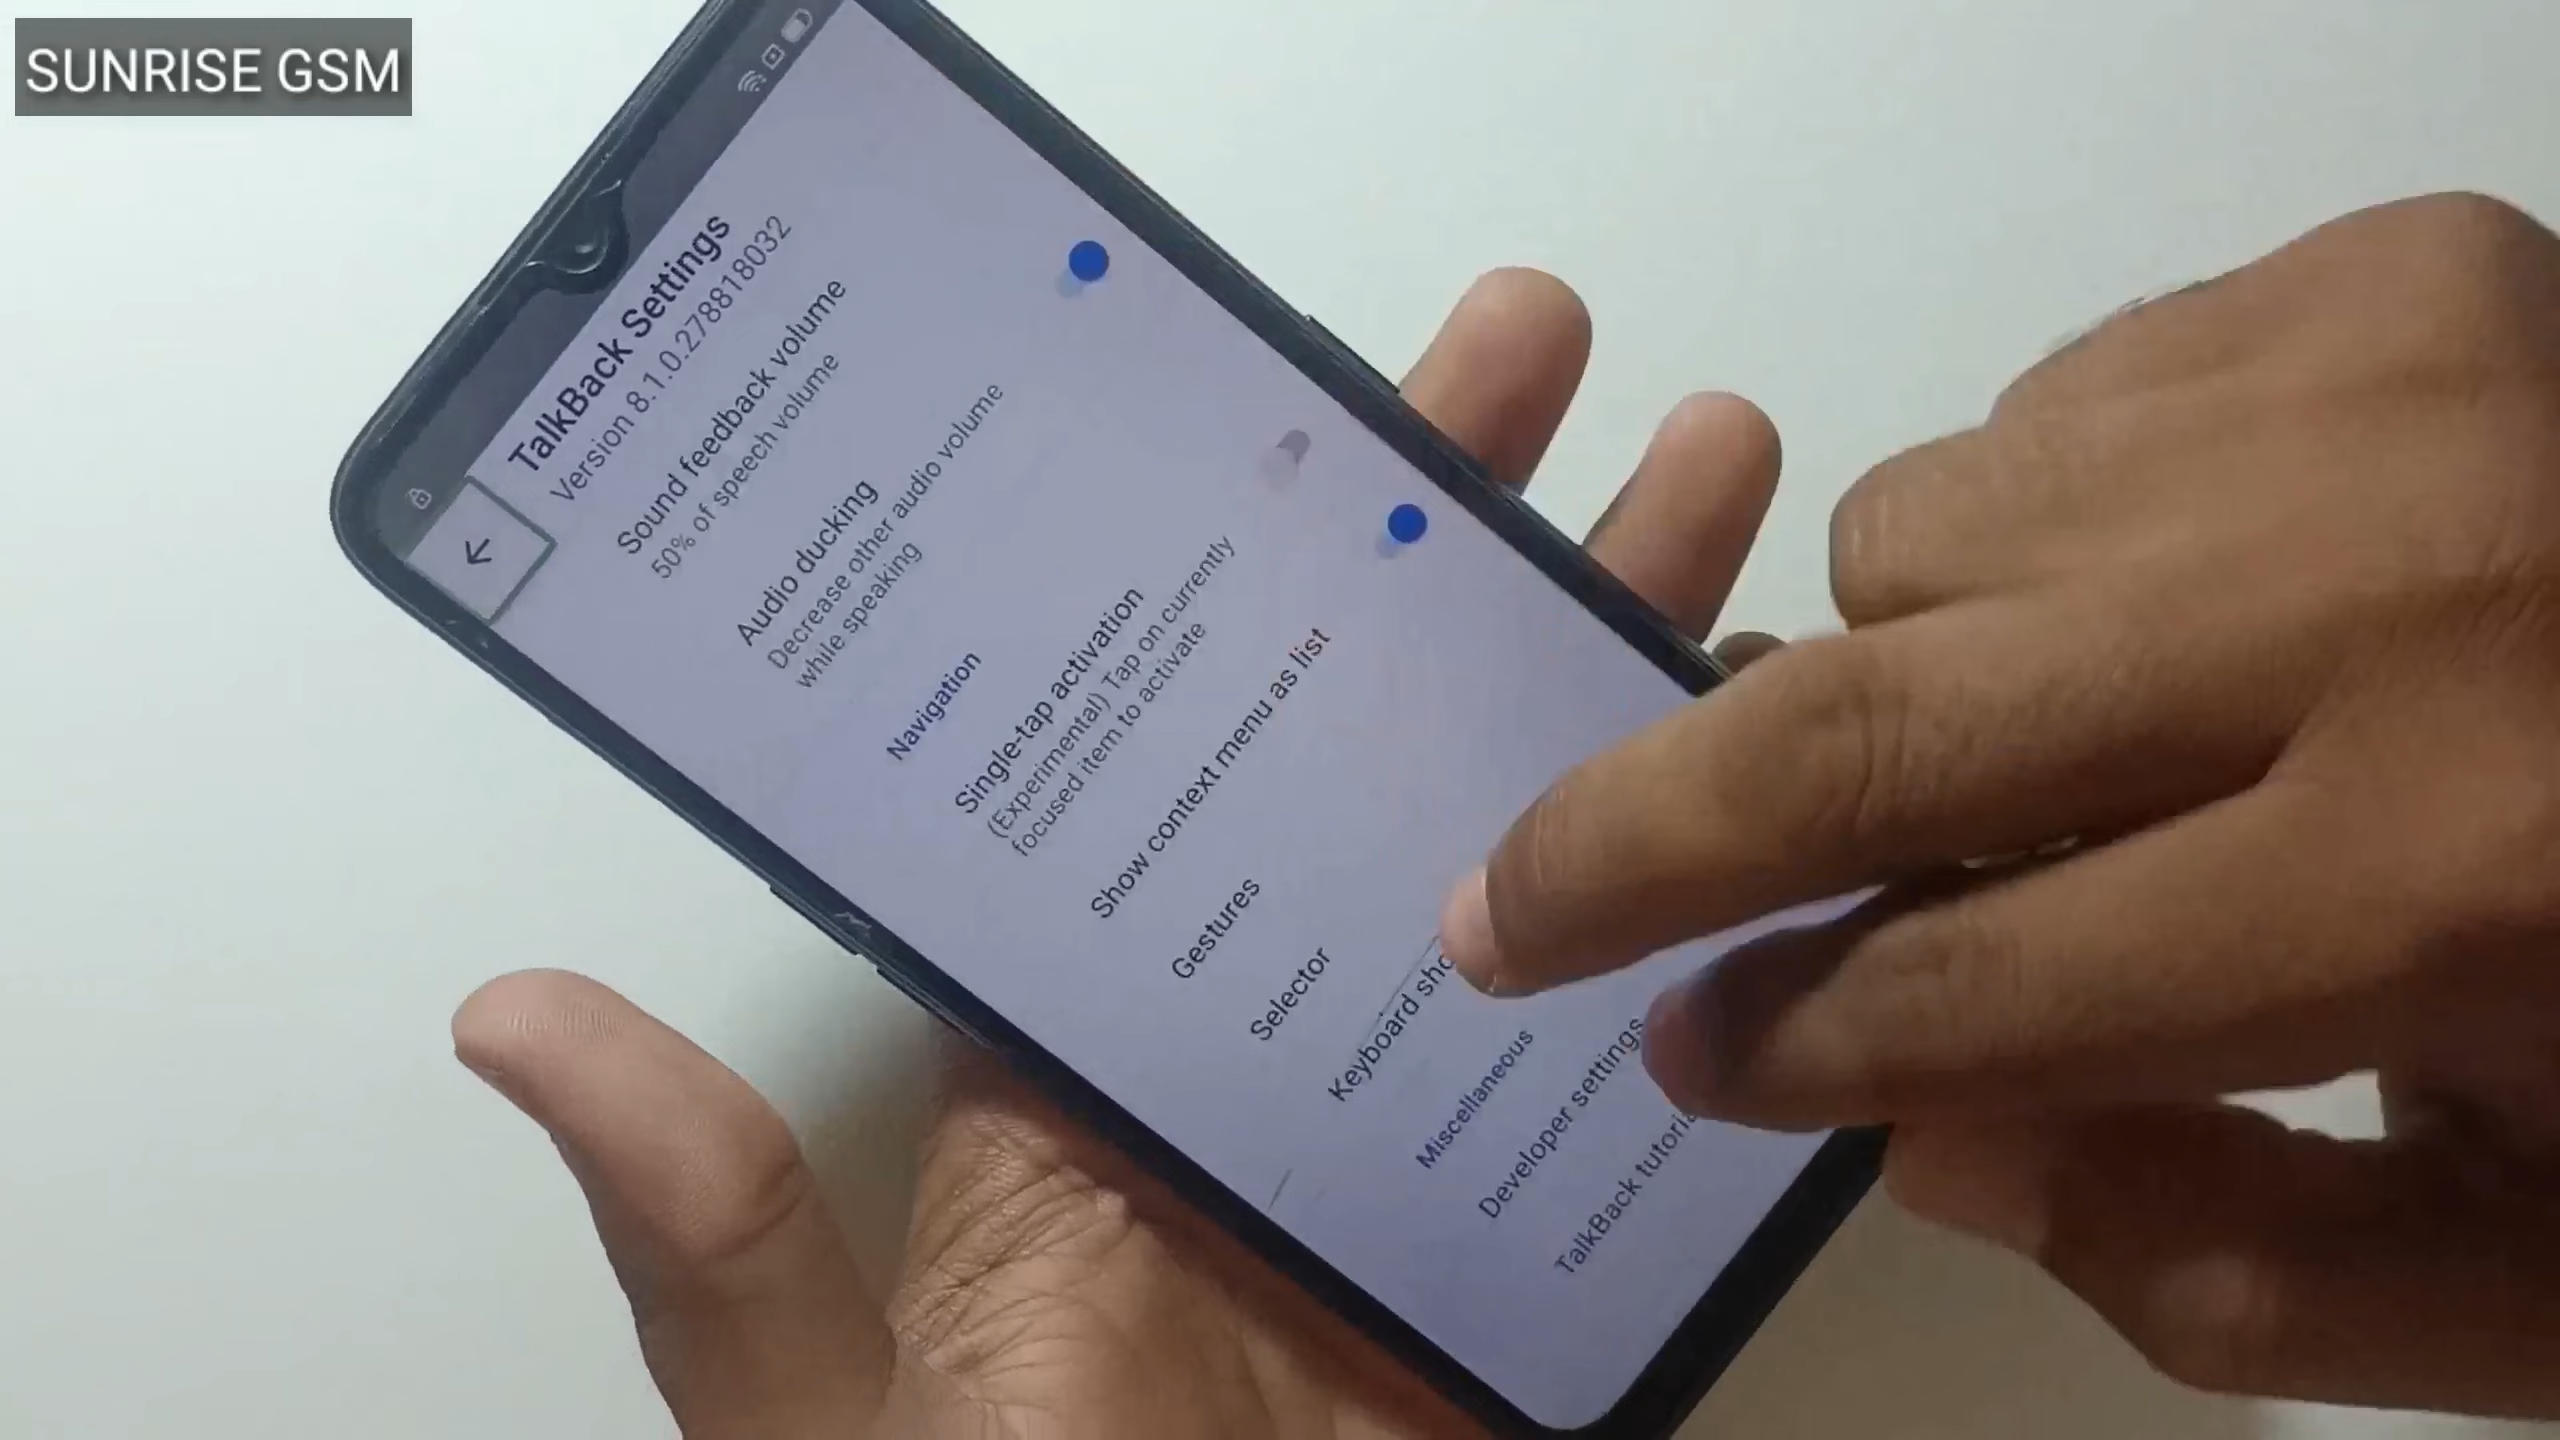 SUNRISE GSM
TalkBack Settings
Version 8.1.0.278818032
Sound feedback volume
50% of speech volume
Audio ducking
Decrease other audio volume
while speaking
Navigation
Single-tap activation
(Experimental) Tap on currently
focused item to activate
Show context menu as list
Gestures
Selector
Keyboard
Miscellaneous
Developer settings
TalkBack